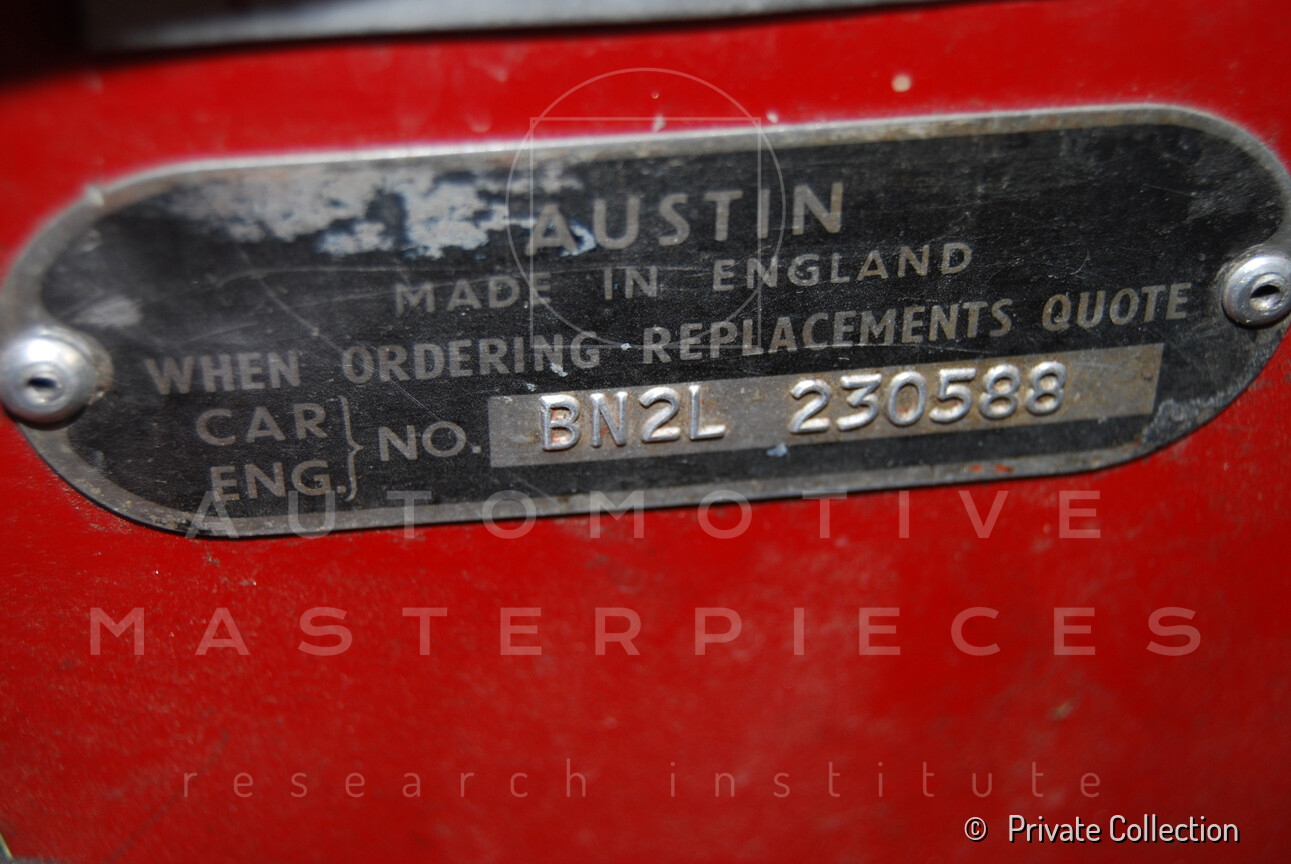 AUSTIN
MADE IN ENGLAND
WHEN ORDERING REPLACEMENTS QUOTE
CAR
ENG. } NO. BN2L 230588
AUTOMOTIVE
MASTERPIECES
research institute
© Private Collection